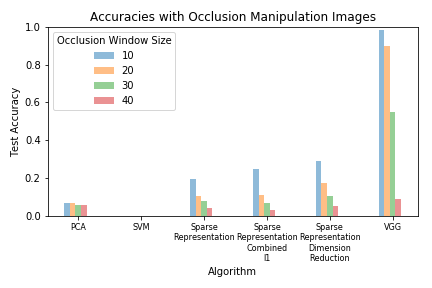 Accuracies with Occlusion Manipulation Images
Test Accuracy
1.0
0.8
0.6
0.4
0.2
0.0
Occlusion Window Size
10
20
30
40
PCA
SVM
Sparse
Representation
Sparse
Representation
Combined
l1
Sparse
Representation
Dimension
Reduction
VGG
Algorithm